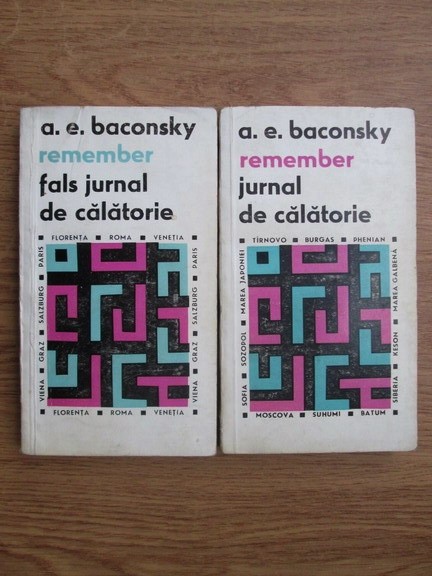 a. e. baconsky
remember
fals jurnal
de călătorie
FLORENȚA ▪ ROMA ▪ VENEȚIA
VIENA ▪ GRAZ ▪ SALZBURG ▪ PARIS
VIENA ▪ GRAZ ▪ SALZBURG ▪ PARIS
FLORENȚA ▪ ROMA ▪ VENEȚIA
a. e. baconsky
remember
jurnal
de călătorie
TÎRNOVO ▪ BURGAS ▪ PHENIAN
SOFIA ▪ SOZOPOL ▪ MAREA JAPONIEI
SIBERIA ▪ KESON ▪ MAREA GALBENĂ
MOSCOVA ▪ SUHUMI ▪ BATUM